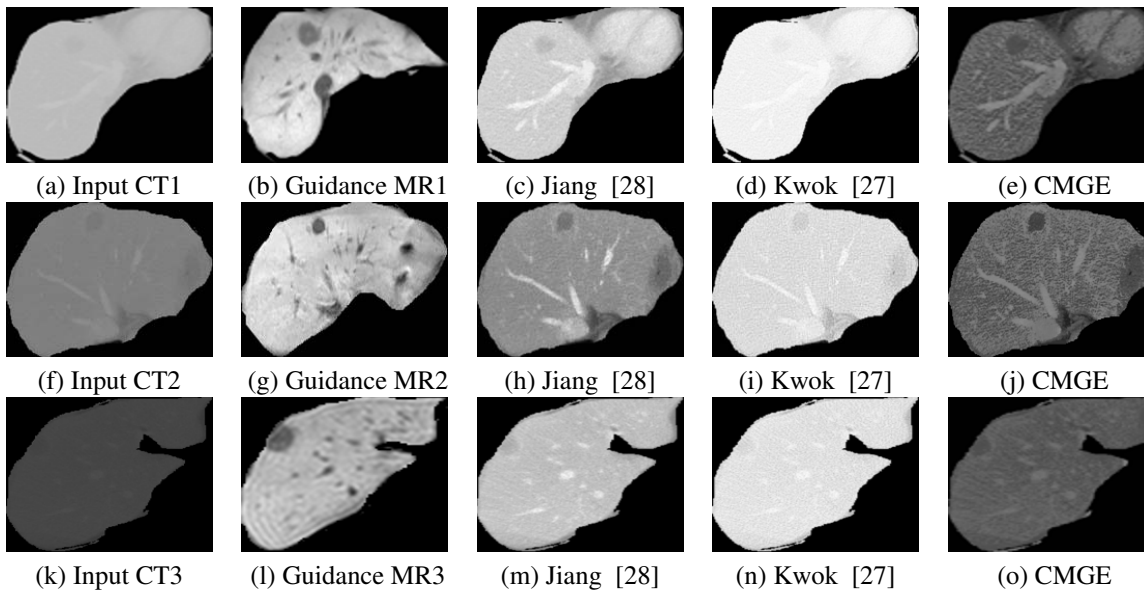 (a) Input CT1 (b) Guidance MR1 (c) Jiang [28] (d) Kwok [27] (e) CMGE
(f) Input CT2 (g) Guidance MR2 (h) Jiang [28] (i) Kwok [27] (j) CMGE
(k) Input CT3 (l) Guidance MR3 (m) Jiang [28] (n) Kwok [27] (o) CMGE